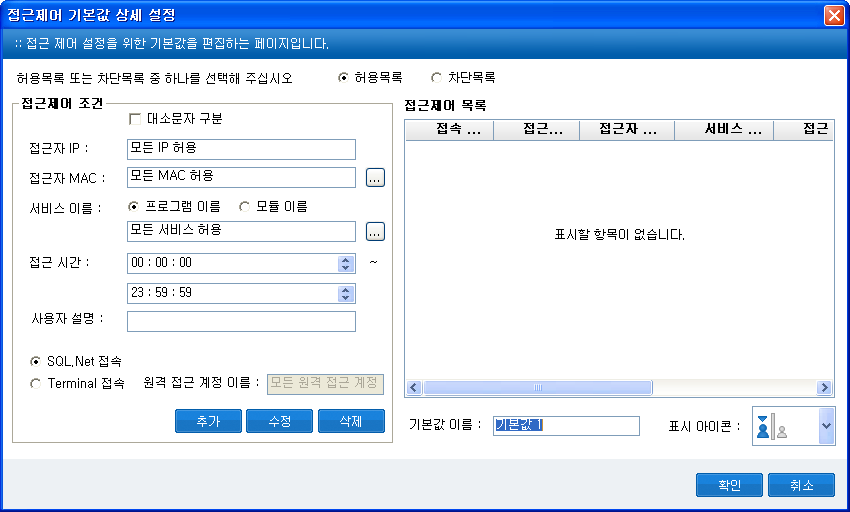 접근제어 기본값 상세 설정
:: 접근 제어 설정을 위한 기본값을 편집하는 페이지입니다.
허용목록 또는 차단목록 중 하나를 선택해 주십시오
허용목록
차단목록
접근제어 조건
대소문자 구분
접근자 IP :
모든 IP 허용
접근자 MAC :
모든 MAC 허용
...
서비스 이름 :
프로그램 이름
모듈 이름
모든 서비스 허용
...
접근 시간 :
00 : 00 : 00
~
23 : 59 : 59
사용자 설명 :
SQL,Net 접속
Terminal 접속
원격 접근 계정 이름 :
모든 원격 접근 계정
추가
수정
삭제
접근제어 목록
접속 ...
접근...
접근자 ...
서비스 ...
접근
표시할 항목이 없습니다.
기본값 이름 :
기본값 1
표시 아이콘 :
확인
취소